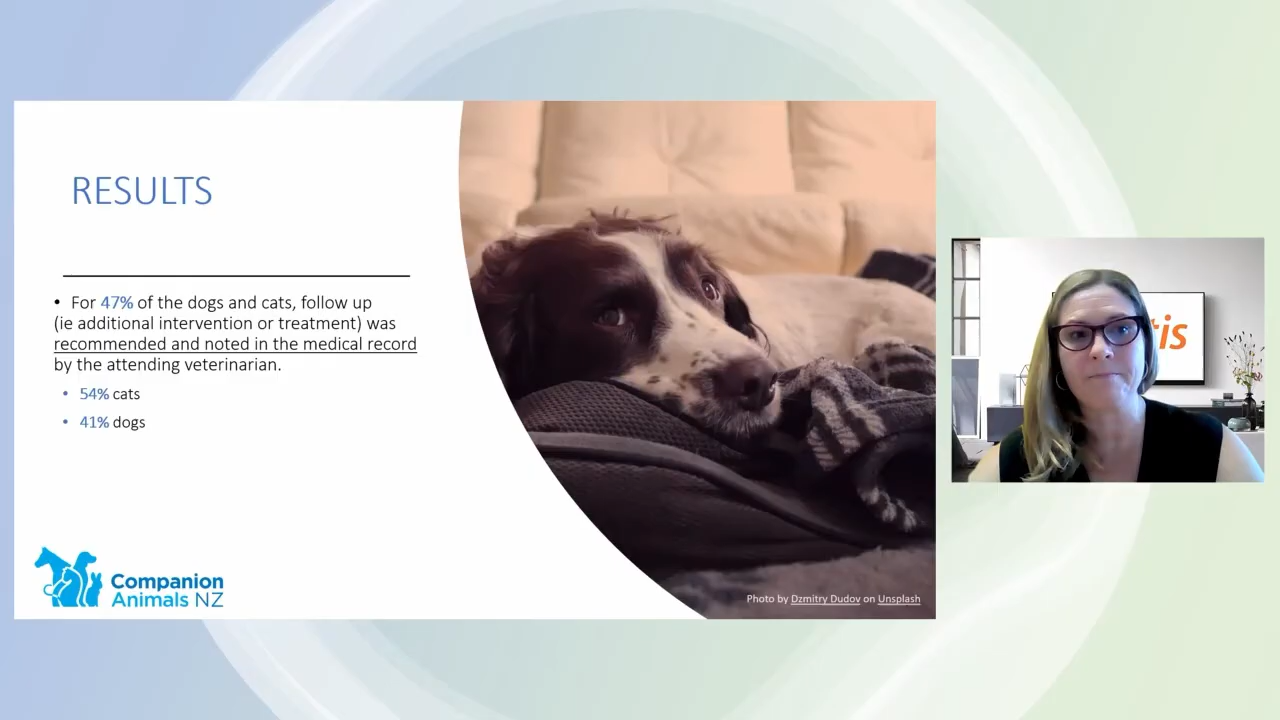 RESULTS
• For 47% of the dogs and cats, follow up
(ie additional intervention or treatment) was
recommended and noted in the medical record
by the attending veterinarian.
• 54% cats
• 41% dogs
Companion
Animals NZ
Photo by Dzmitry Dudov on Unsplash
tis